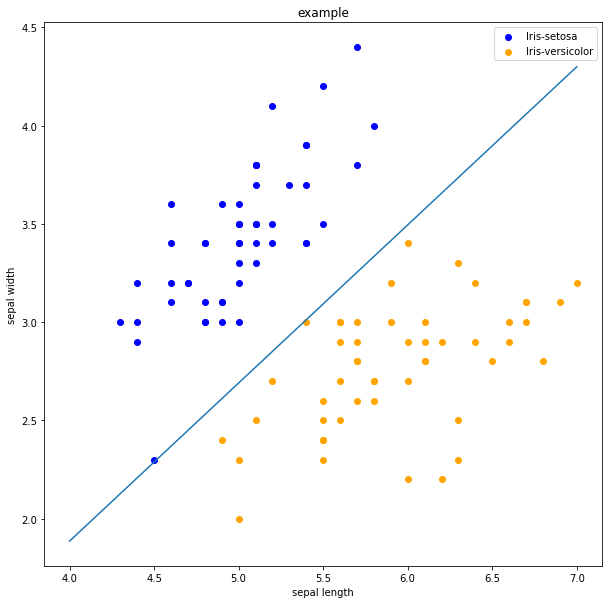 example
Iris-setosa
Iris-versicolor
4.5
4.0
3.5
3.0
2.5
2.0
sepal width
4.0 4.5 5.0 5.5 6.0 6.5 7.0
sepal length